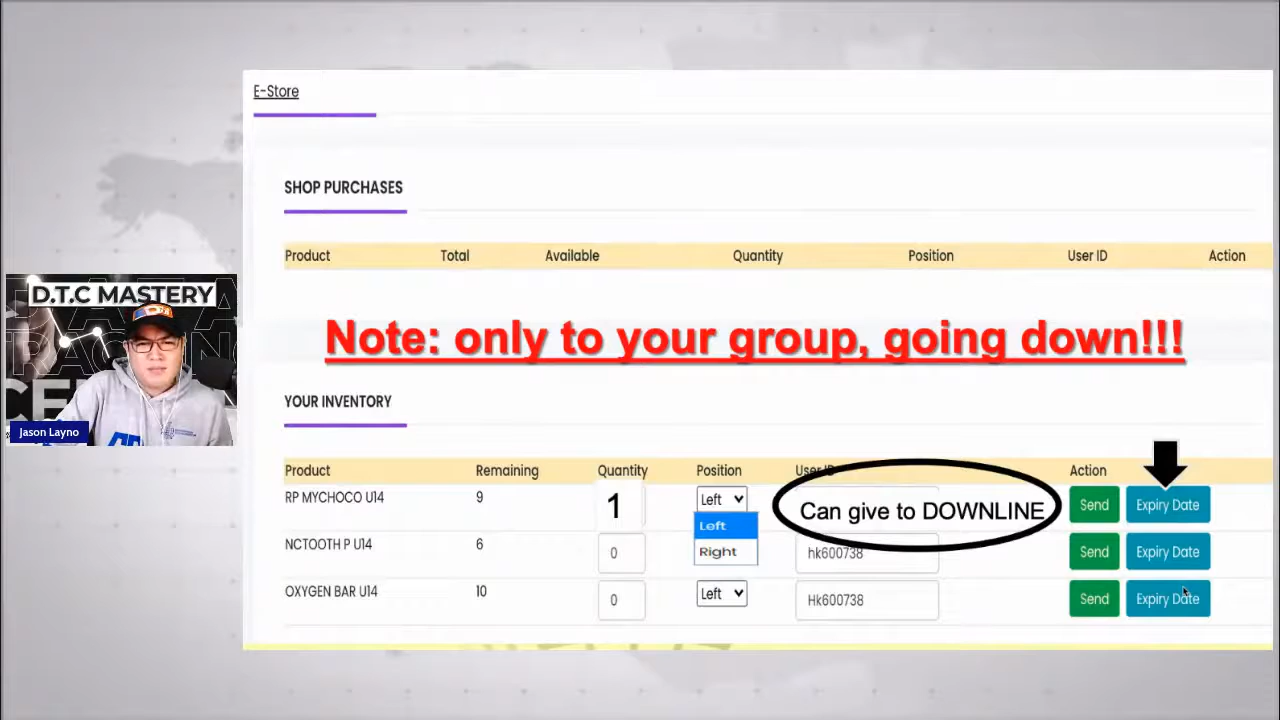 E-Store
SHOP PURCHASES
Product Total Available Quantity Position User ID Action
Note: only to your group, going down!!!
YOUR INVENTORY
Product Remaining Quantity Position User ID Action
RP MYCHOCO U14 9 1 Left Can give to DOWNLINE Send Expiry Date
Left
Right
NCTOOTH P U14 6 0 hk600738 Send Expiry Date
OXYGEN BAR U14 10 0 Left Hk600738 Send Expiry Date
D.T.C MASTERY
Jason Layno